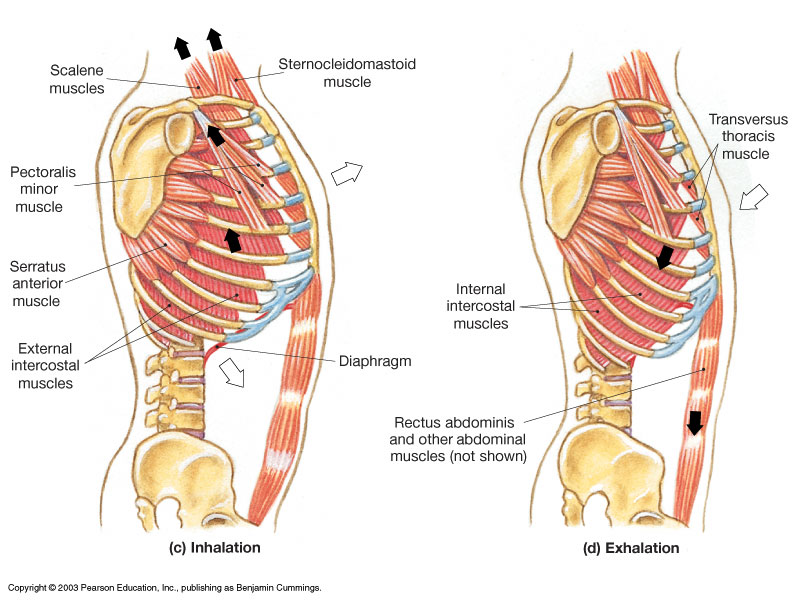 Scalene
muscles
Sternocleidomastoid
muscle
Pectoralis
minor
muscle
Serratus
anterior
muscle
External
intercostal
muscles
Diaphragm
(c) Inhalation
Transversus
thoracis
muscle
Internal
intercostal
muscles
Rectus abdominis
and other abdominal
muscles (not shown)
(d) Exhalation
Copyright © 2003 Pearson Education, Inc., publishing as Benjamin Cummings.